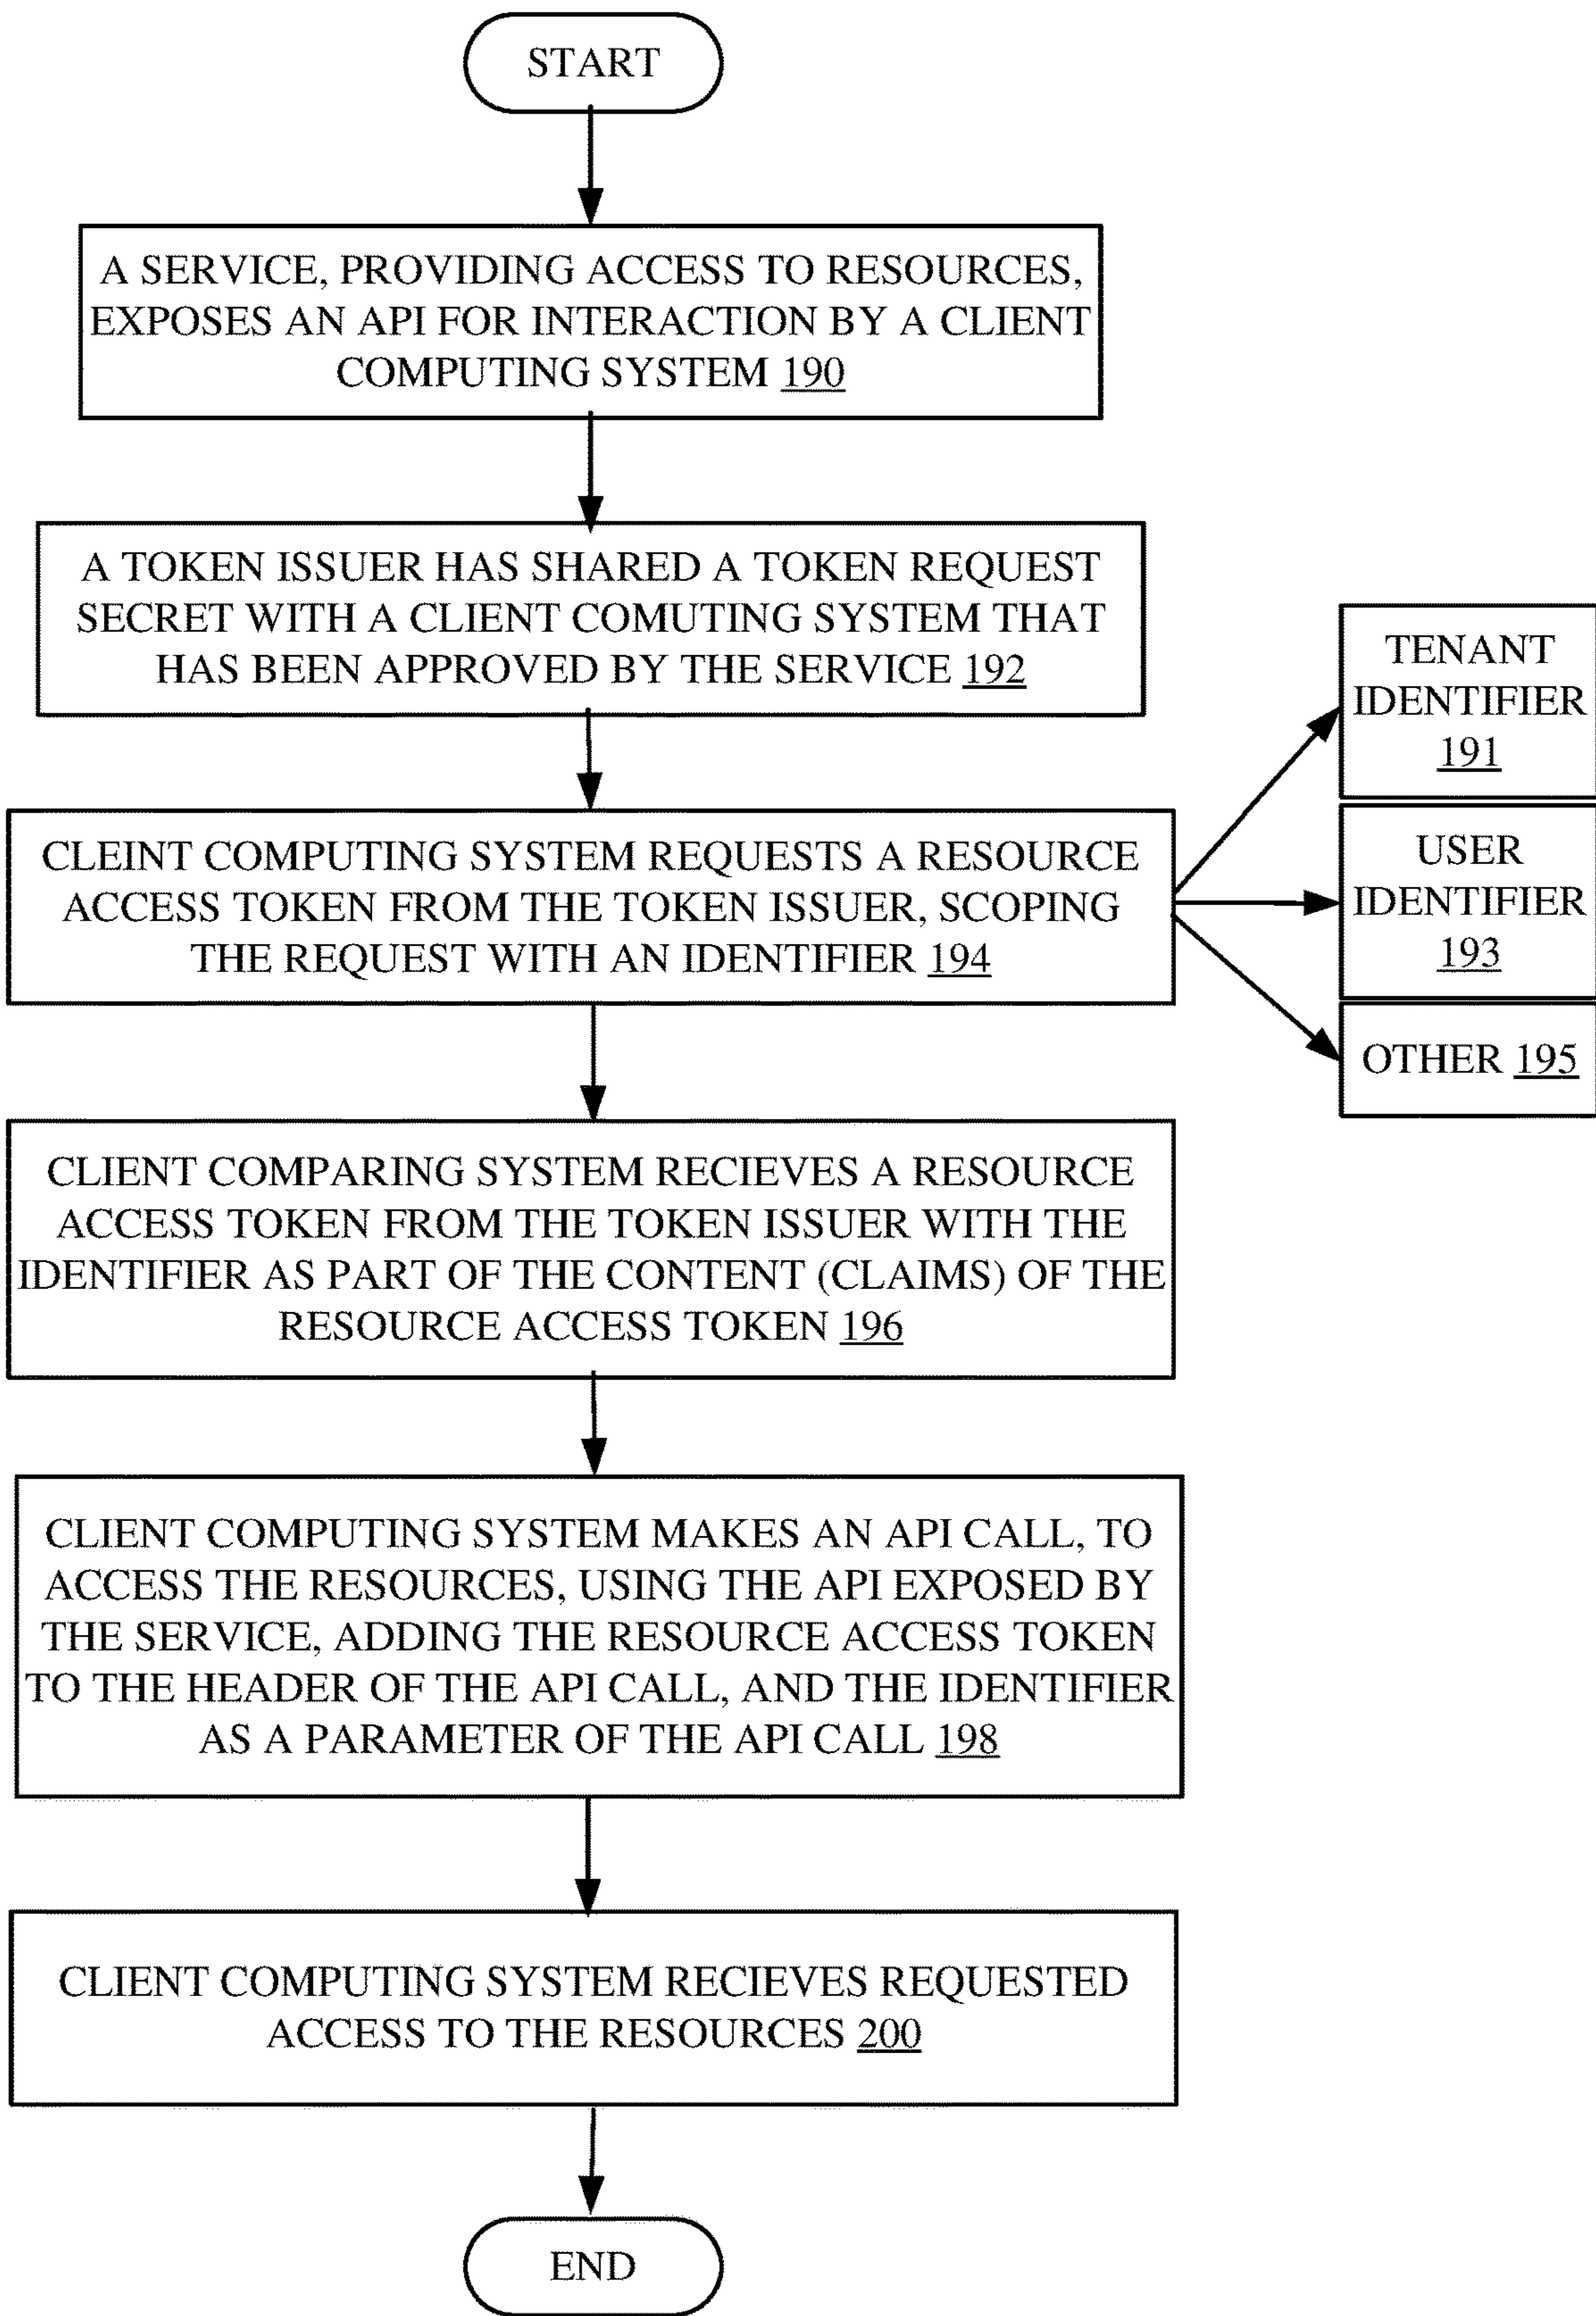 START
A SERVICE, PROVIDING ACCESS TO RESOURCES,
EXPOSES AN API FOR INTERACTION BY A CLIENT
COMPUTING SYSTEM 190
A TOKEN ISSUER HAS SHARED A TOKEN REQUEST
SECRET WITH A CLIENT COMUTING SYSTEM THAT
HAS BEEN APPROVED BY THE SERVICE 192
CLEINT COMPUTING SYSTEM REQUESTS A RESOURCE
ACCESS TOKEN FROM THE TOKEN ISSUER, SCOPING
THE REQUEST WITH AN IDENTIFIER 194
TENANT
IDENTIFIER
191
USER
IDENTIFIER
193
OTHER 195
CLIENT COMPARING SYSTEM RECIEVES A RESOURCE
ACCESS TOKEN FROM THE TOKEN ISSUER WITH THE
IDENTIFIER AS PART OF THE CONTENT (CLAIMS) OF THE
RESOURCE ACCESS TOKEN 196
CLIENT COMPUTING SYSTEM MAKES AN API CALL, TO
ACCESS THE RESOURCES, USING THE API EXPOSED BY
THE SERVICE, ADDING THE RESOURCE ACCESS TOKEN
TO THE HEADER OF THE API CALL, AND THE IDENTIFIER
AS A PARAMETER OF THE API CALL 198
CLIENT COMPUTING SYSTEM RECIEVES REQUESTED
ACCESS TO THE RESOURCES 200
END